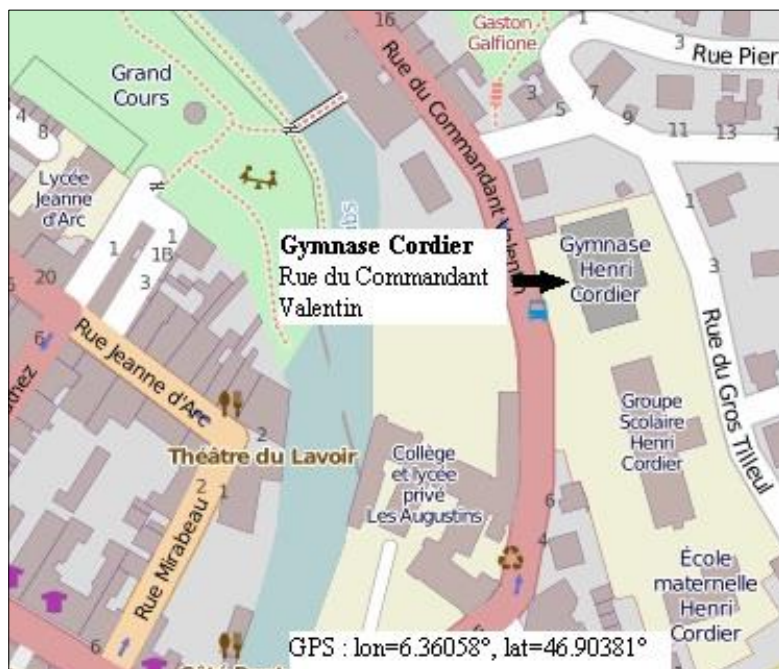 16
Gaston
Galfione
1
3
Rue Pier
Grand
Cours
Rue du Commandant Valentin
3
7
5
9
11
13
1
4
8
Lycée
Jeanne
d'Arc
1
1
1B
3
Gymnase Cordier
Rue du Commandant
Valentin
Gymnase
Henri
Cordier
1
3
Rue du Gros Tilleul
20
6
Rue Jeanne d'Arc
2
Théâtre du Lavoir
2
1
Rue Mirabeau
Groupe
Scolaire
Henri
Cordier
Collège
et lycée
privé
Les Augustins
6
4
École
maternelle
Henri
Cordier
6
GPS : lon=6.36058°, lat=46.90381°